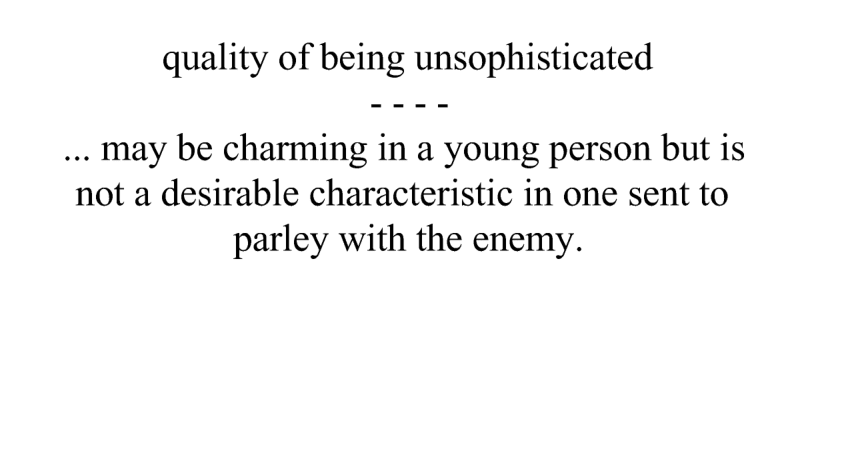 quality of being unsophisticated
- - - -
... may be charming in a young person but is
not a desirable characteristic in one sent to
parley with the enemy.